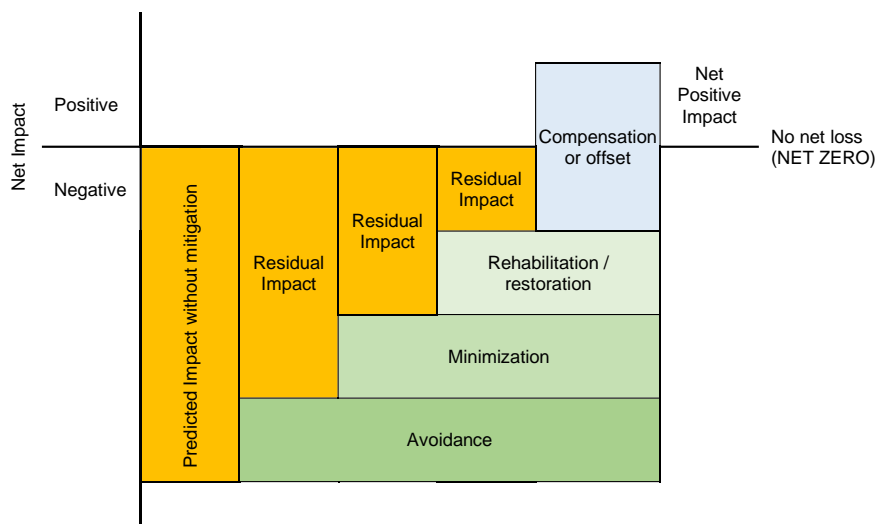 Net Impact
Positive
Negative
Predicted Impact without mitigation
Residual
Impact
Residual
Impact
Residual
Impact
Compensation
or offset
Net
Positive
Impact
No net loss
(NET ZERO)
Rehabilitation /
restoration
Minimization
Avoidance